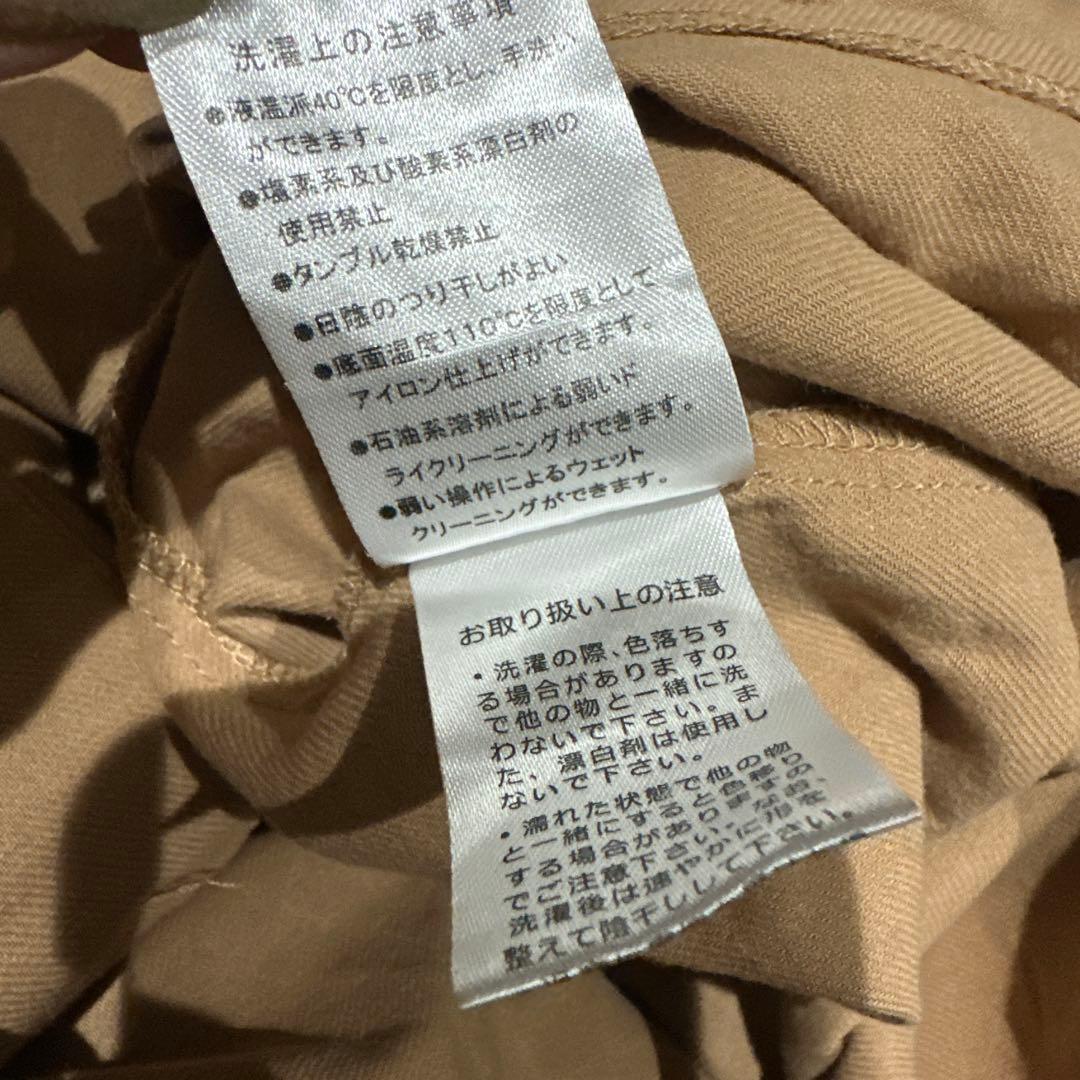 洗濯上の注意事項
●液温派40℃を限度とし、手洗い
ができます。
●塩素系及び酸素系漂白剤の
使用禁止
●タンブル乾燥禁止
●日陰のつり干しがよい
●底面温度110℃を限度として
アイロン仕上げができます。
●石油系溶剤による弱いド
ライクリーニングができます。
●弱い操作によるウェット
クリーニングができます。
お取り扱い上の注意
・洗濯の際、色落ちす
る場合がありますの
で他の物と一緒に洗
わないで下さい。ま
た、漂白剤は使用し
ないで下さい。
・濡れた状態で他の物
と一緒にすると色移り
する場合がありますの
でご注意下さい。なお、
洗濯後は速やかに形を
整えて陰干しして下さい。